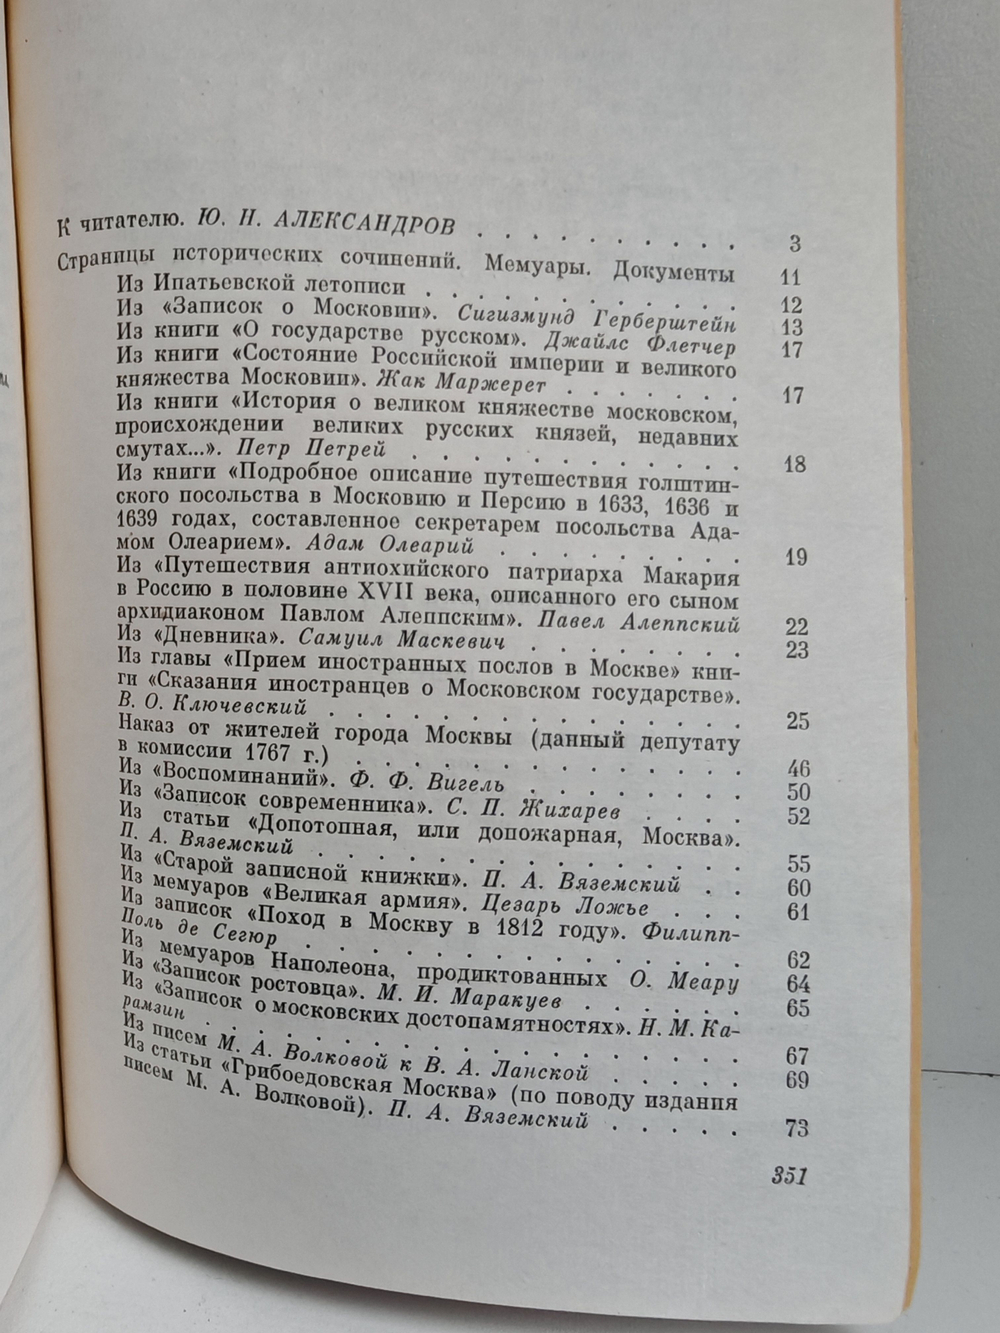 К читателю. Ю. Н. АЛЕКСАНДРОВ . . . . . . . . . . 3
Страницы исторических сочинений. Мемуары. Документы 11
Из Ипатьевской летописи . . . . . . . . . . . . 12
Из «Записок о Московии». Сигизмунд Герберштейн 13
Из книги «О государстве русском». Джайлс Флетчер 17
Из книги «Состояние Российской империи и великого
княжества Московии». Жак Маржерет . . . . . . . 17
Из книги «История о великом княжестве московском,
происхождении великих русских князей, недавних
смутах...». Петр Петрей . . . . . . . . . . . . 18
Из книги «Подробное описание путешествия голштин-
ского посольства в Московию и Персию в 1633, 1636 и
1639 годах, составленное секретарем посольства Ада-
мом Олеарием». Адам Олеарий . . . . . . . . . 19
Из «Путешествия антиохийского патриарха Макария
в Россию в половине XVII века, описанного его сыном
архидиаконом Павлом Алеппским». Павел Алеппский 22
Из «Дневника». Самуил Маскевич . . . . . . . . 23
Из главы «Прием иностранных послов в Москве» кни-
ги «Сказания иностранцев о Московском государстве».
В. О. Ключевский . . . . . . . . . . . . . . . 25
Наказ от жителей города Москвы (данный депутату
в комиссии 1767 г.) . . . . . . . . . . . . . . 46
Из «Воспоминаний». Ф. Ф. Вигель . . . . . . . . 50
Из «Записок современника». С. П. Жихарев . . . . 52
Из статьи «Допотопная, или допожарная, Москва».
П. А. Вяземский . . . . . . . . . . . . . . . 55
Из «Старой записной книжки». П. А. Вяземский . . 60
Из мемуаров «Великая армия». Цезарь Ложье . . . 61
Из записок «Поход в Москву в 1812 году». Филипп-
Поль де Сегюр . . . . . . . . . . . . . . . . 62
Из мемуаров Наполеона, продиктованных О. Меару 64
Из «Записок ростовца». М. И. Маракуев . . . . . . 65
Из «Записок о московских достопамятностях». Н. М. Ка-
рамзин . . . . . . . . . . . . . . . . . . . 67
Из писем М. А. Волковой к В. А. Ланской . . . . . 69
Из статьи «Грибоедовская Москва» (по поводу издания
писем М. А. Волковой). П. А. Вяземский . . . . . 73
351